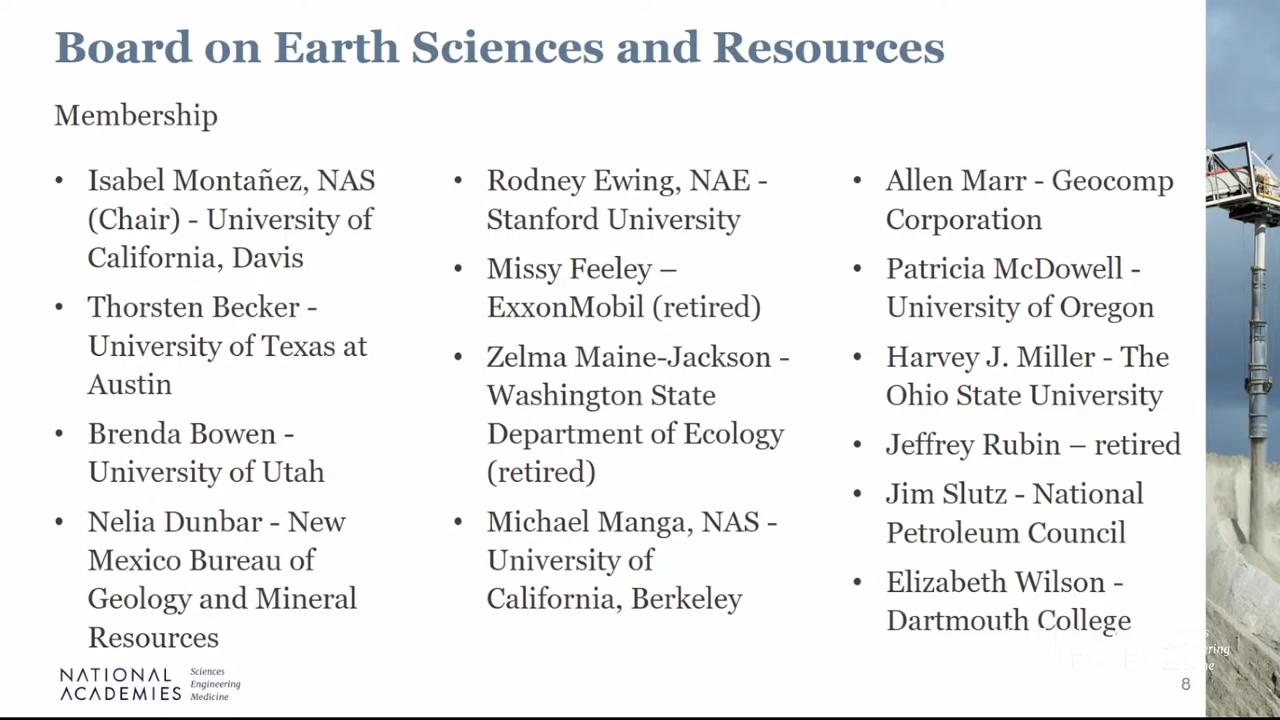 Board on Earth Sciences and Resources
Membership
• Isabel Montañez, NAS
(Chair) - University of
California, Davis
• Thorsten Becker -
University of Texas at
Austin
• Brenda Bowen -
University of Utah
• Nelia Dunbar - New
Mexico Bureau of
Geology and Mineral
Resources
• Rodney Ewing, NAE -
Stanford University
• Missy Feeley –
ExxonMobil (retired)
• Zelma Maine-Jackson -
Washington State
Department of Ecology
(retired)
• Michael Manga, NAS -
University of
California, Berkeley
• Allen Marr - Geocomp
Corporation
• Patricia McDowell -
University of Oregon
• Harvey J. Miller - The
Ohio State University
• Jeffrey Rubin – retired
• Jim Slutz - National
Petroleum Council
• Elizabeth Wilson -
Dartmouth College
NATIONAL
ACADEMIES
Sciences
Engineering
Medicine
8